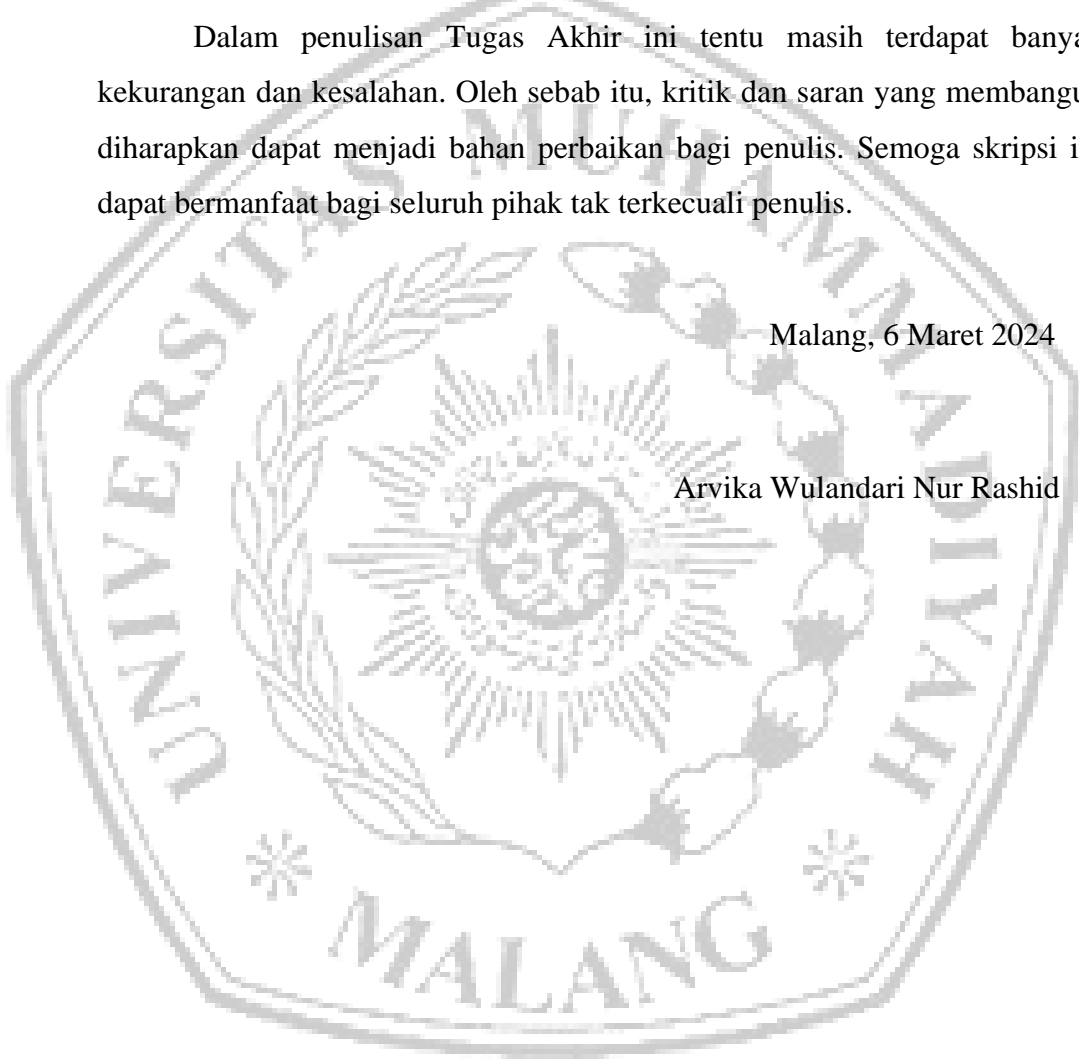 Dalam penulisan Tugas Akhir ini tentu masih terdapat banya
kekurangan dan kesalahan. Oleh sebab itu, kritik dan saran yang membangu
diharapkan dapat menjadi bahan perbaikan bagi penulis. Semoga skripsi i
dapat bermanfaat bagi seluruh pihak tak terkecuali penulis.
Malang, 6 Maret 2024
Arvika Wulandari Nur Rashid
UNIVERSITAS MUHAMMADIYAH
MALANG